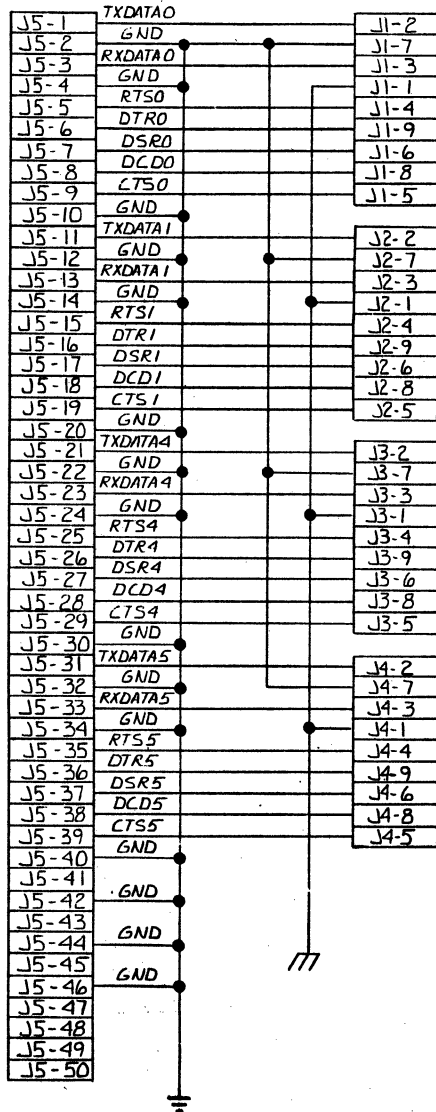 J5-1 TXDATA0 J1-2
J5-2 GND J1-7
J5-3 RXDATA0 J1-3
J5-4 GND J1-1
J5-5 RTS0 J1-4
J5-6 DTR0 J1-9
J5-7 DSR0 J1-6
J5-8 DCD0 J1-8
J5-9 CTS0 J1-5
J5-10 GND
J5-11 TXDATA1 J2-2
J5-12 GND J2-7
J5-13 RXDATA1 J2-3
J5-14 GND J2-1
J5-15 RTS1 J2-4
J5-16 DTR1 J2-9
J5-17 DSR1 J2-6
J5-18 DCD1 J2-8
J5-19 CTS1 J2-5
J5-20 GND
J5-21 TXDATA4 J3-2
J5-22 GND J3-7
J5-23 RXDATA4 J3-3
J5-24 GND J3-1
J5-25 RTS4 J3-4
J5-26 DTR4 J3-9
J5-27 DSR4 J3-6
J5-28 DCD4 J3-8
J5-29 CTS4 J3-5
J5-30 GND
J5-31 TXDATA5 J4-2
J5-32 GND J4-7
J5-33 RXDATA5 J4-3
J5-34 GND J4-1
J5-35 RTS5 J4-4
J5-36 DTR5 J4-9
J5-37 DSR5 J4-6
J5-38 DCD5 J4-8
J5-39 CTS5 J4-5
J5-40 GND
J5-41
J5-42 GND
J5-43
J5-44 GND
J5-45
J5-46 GND
J5-47
J5-48
J5-49
J5-50